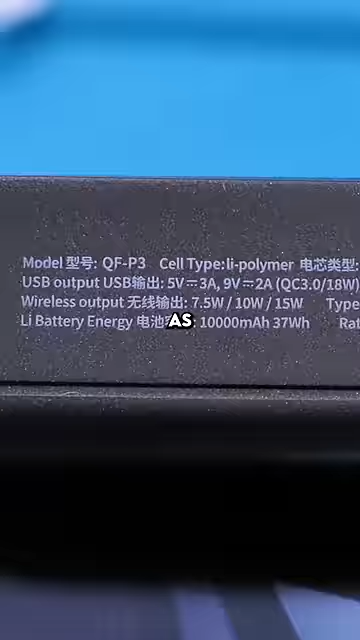 Model 型号: QF-P3 Cell Type:li-polymer 电芯类型:
USB output USB输出: 5V⎓3A, 9V⎓2A (QC3.0/18W)
Wireless output 无线输出: 7.5W / 10W / 15W Type
Li Battery Energy 电池 10000mAh 37Wh Rat
AS